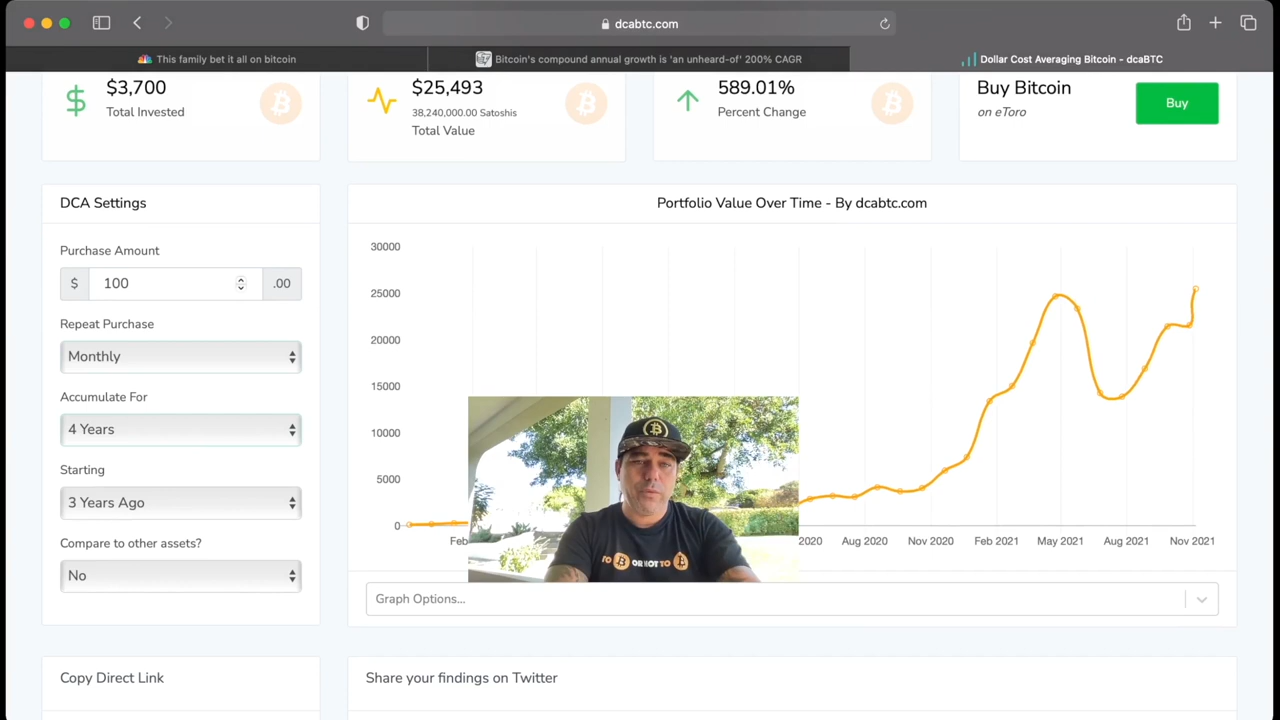 dcabtc.com
This family bet it all on bitcoin
Bitcoin's compound annual growth is 'an unheard-of' 200% CAGR
Dollar Cost Averaging Bitcoin - dcaBTC
$3,700
Total Invested
$25,493
38,240,000.00 Satoshis
Total Value
589.01%
Percent Change
Buy Bitcoin
on eToro
Buy
DCA Settings
Purchase Amount
$ 100 .00
Repeat Purchase
Monthly
Accumulate For
4 Years
Starting
3 Years Ago
Compare to other assets?
No
Portfolio Value Over Time - By dcabtc.com
30000
25000
20000
15000
10000
5000
0
Feb
2020
Aug 2020
Nov 2020
Feb 2021
May 2021
Aug 2021
Nov 2021
TO B OR NOT TO B
Graph Options...
Copy Direct Link
Share your findings on Twitter